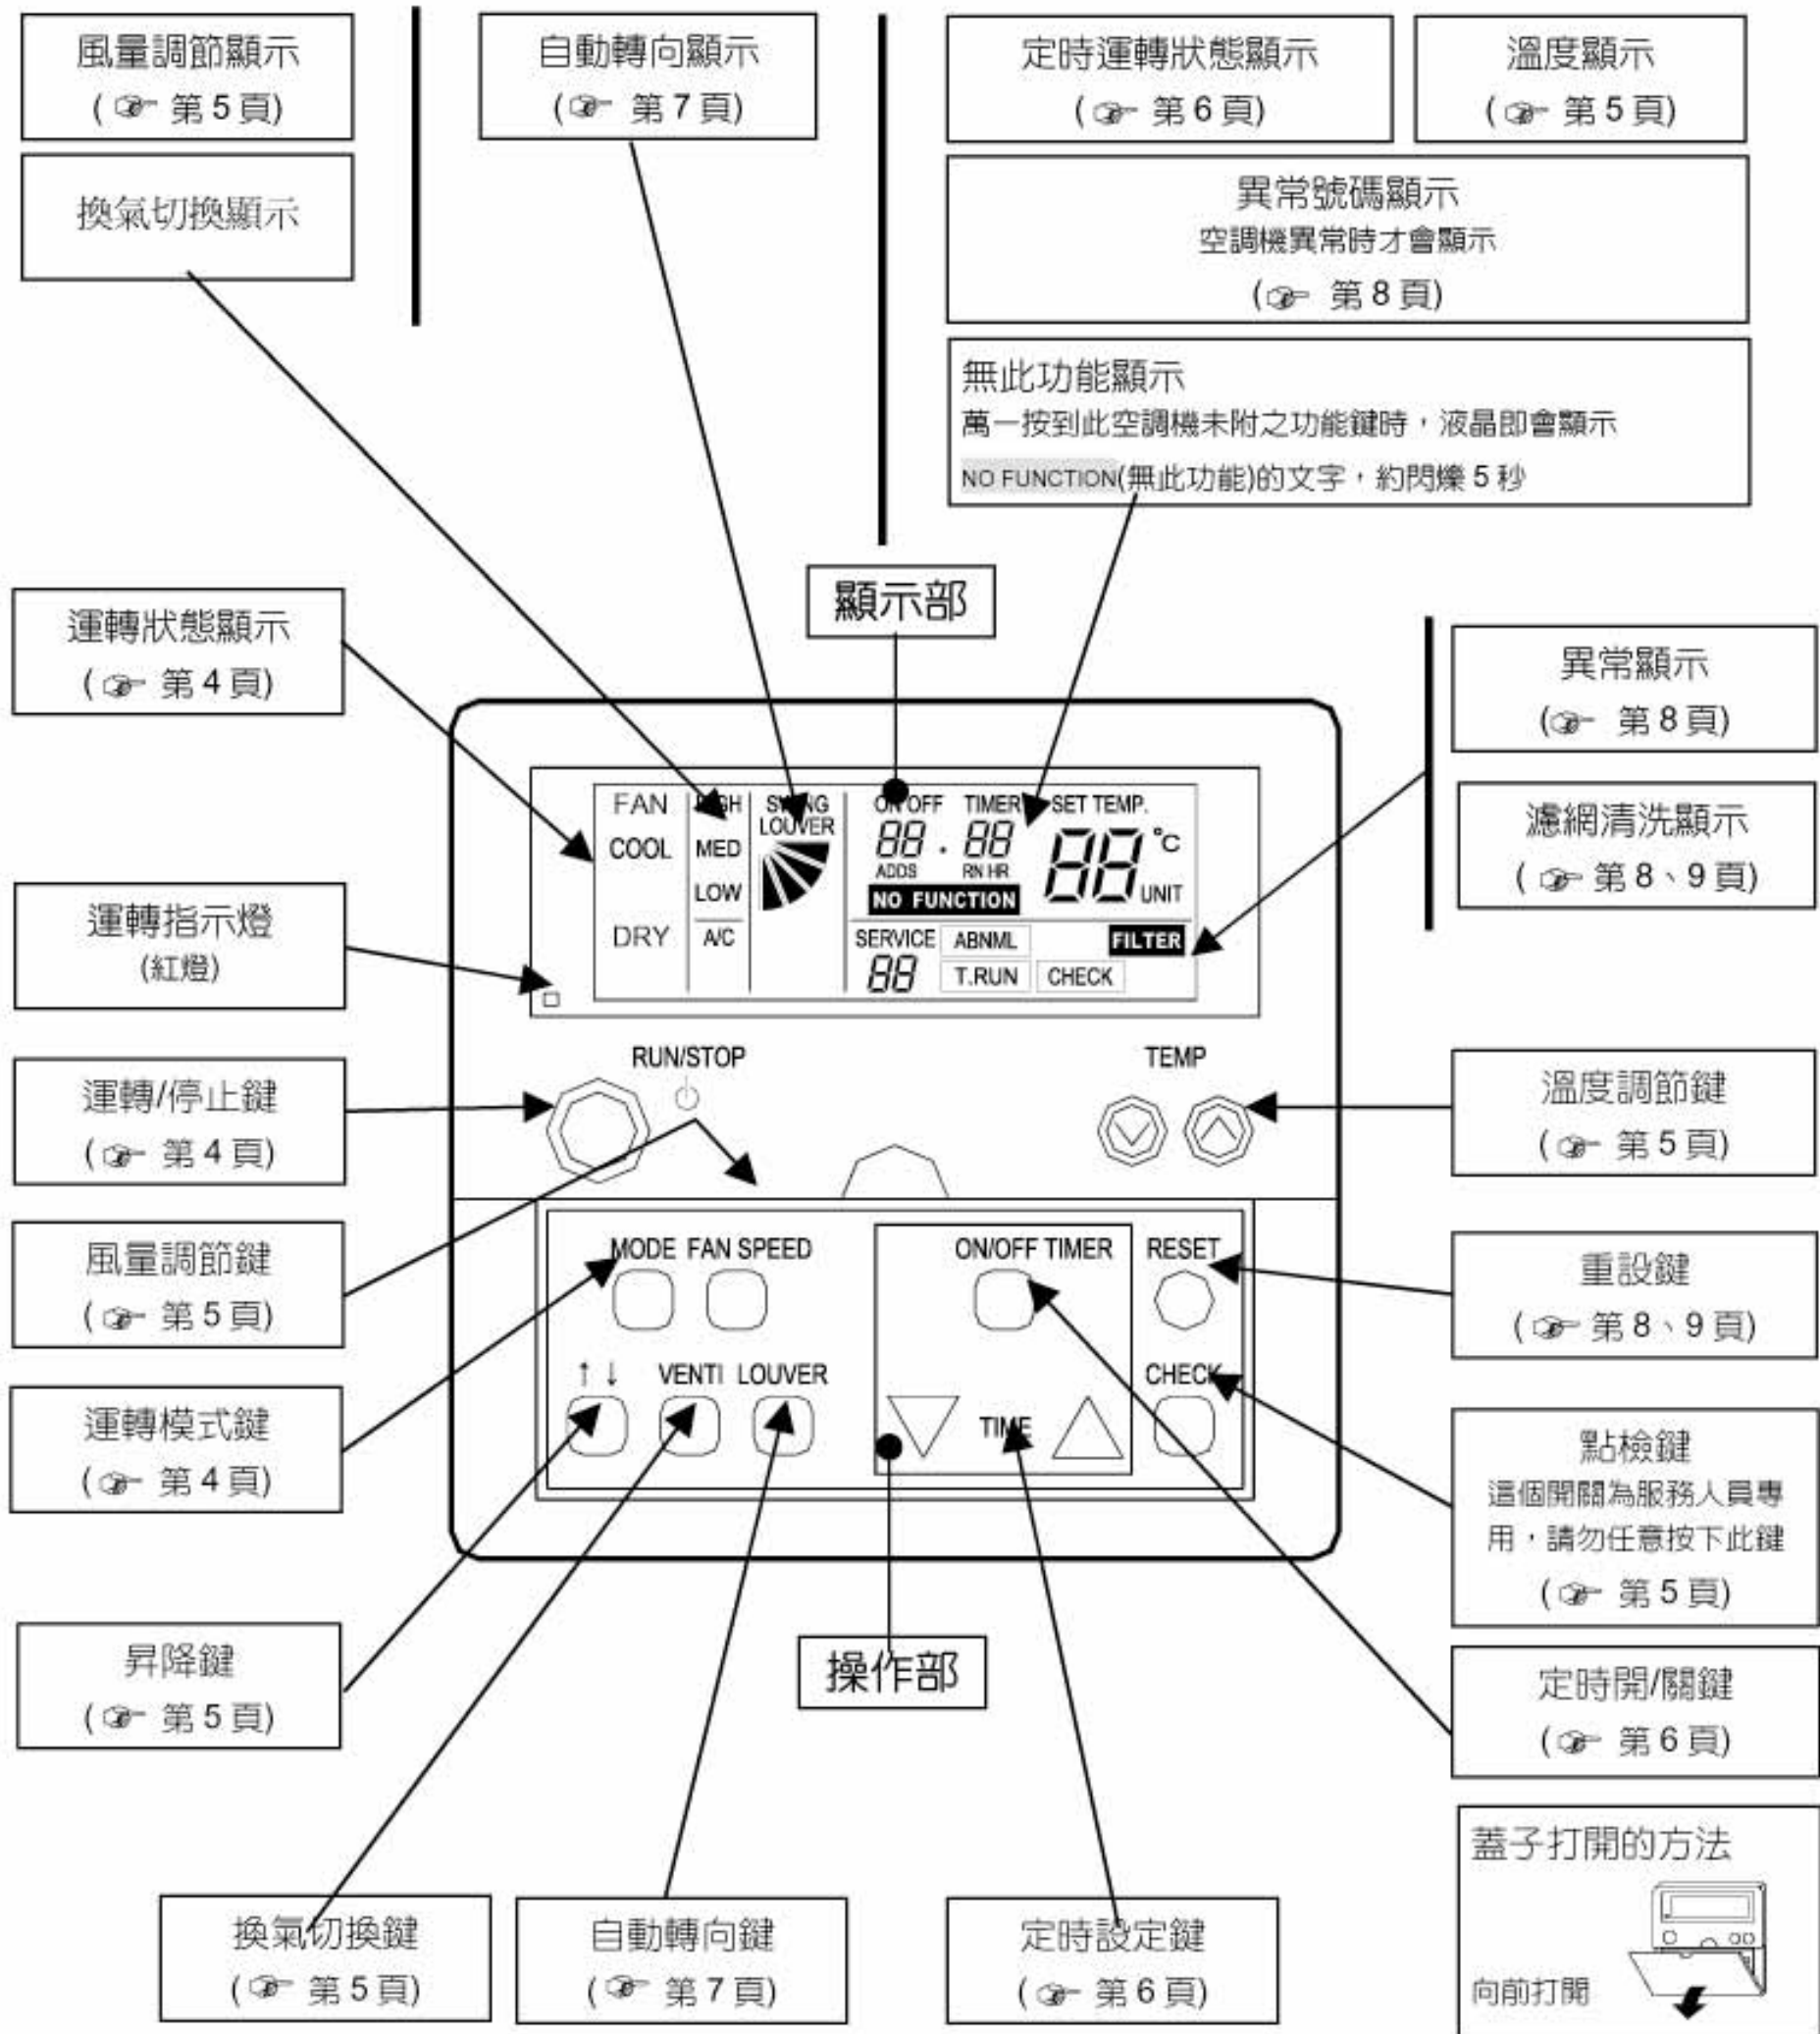 風量調節顯示
(☞ 第 5 頁)
換氣切換顯示
自動轉向顯示
(☞ 第 7 頁)
定時運轉狀態顯示
(☞ 第 6 頁)
溫度顯示
(☞ 第 5 頁)
異常號碼顯示
空調機異常時才會顯示
(☞ 第 8 頁)
無此功能顯示
萬一按到此空調機未附之功能鍵時，液晶即會顯示
NO FUNCTION(無此功能)的文字，約閃爍 5 秒
顯示部
運轉狀態顯示
(☞ 第 4 頁)
運轉指示燈
(紅燈)
運轉/停止鍵
(☞ 第 4 頁)
風量調節鍵
(☞ 第 5 頁)
運轉模式鍵
(☞ 第 4 頁)
昇降鍵
(☞ 第 5 頁)
FAN
COOL
DRY
HIGH
MED
LOW
A/C
SWING
LOUVER
ON OFF TIMER
88 . 88
ADDS RN HR
NO FUNCTION
SET TEMP.
88 °C
UNIT
SERVICE
88
ABNML
T.RUN
CHECK
FILTER
RUN/STOP
TEMP
MODE FAN SPEED
ON/OFF TIMER
RESET
↑ ↓ VENTI LOUVER
TIME
CHECK
異常顯示
(☞ 第 8 頁)
濾網清洗顯示
(☞ 第 8、9 頁)
溫度調節鍵
(☞ 第 5 頁)
重設鍵
(☞ 第 8、9 頁)
點檢鍵
這個開關為服務人員專
用，請勿任意按下此鍵
(☞ 第 5 頁)
定時開/關鍵
(☞ 第 6 頁)
操作部
換氣切換鍵
(☞ 第 5 頁)
自動轉向鍵
(☞ 第 7 頁)
定時設定鍵
(☞ 第 6 頁)
蓋子打開的方法
向前打開